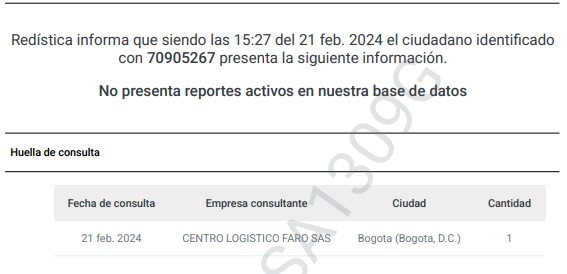 Redística informa que siendo las 15:27 del 21 feb. 2024 el ciudadano identificado
con 70905267 presenta la siguiente información.
No presenta reportes activos en nuestra base de datos
Huella de consulta
Fecha de consulta Empresa consultante Ciudad Cantidad
21 feb. 2024 CENTRO LOGISTICO FARO SAS Bogota (Bogota, D.C.) 1
SA1309G